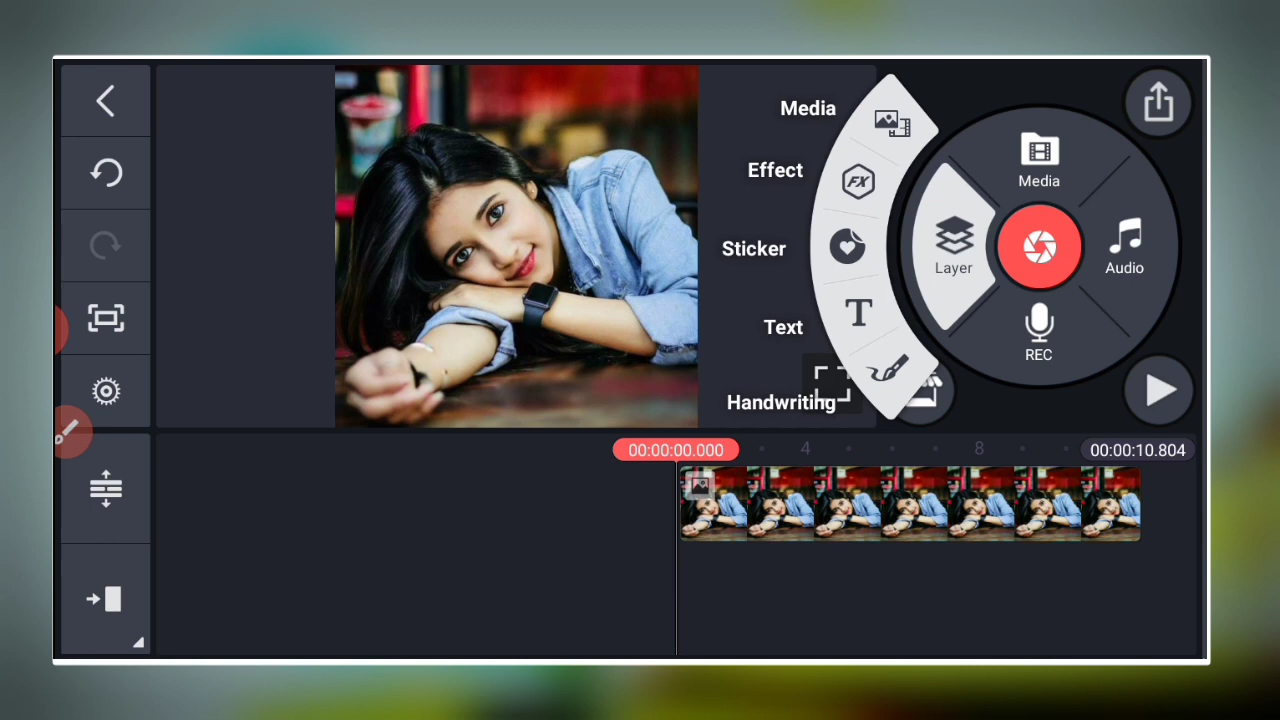 Media
Effect
Sticker
Text
Handwriting
Media
Layer
Audio
REC
FX
T
00:00:00.000
4
8
00:00:10.804